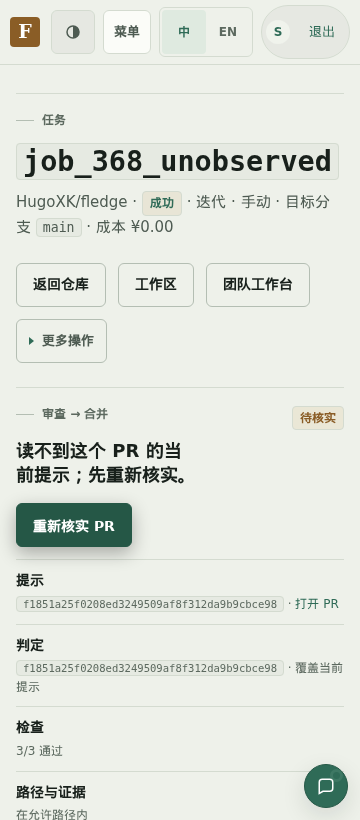 F 菜单 中 EN S 退出
任务
job_368_unobserved
HugoXK/fledge · 成功 · 迭代 · 手动 · 目标分
支 main · 成本 ¥0.00
返回仓库 工作区 团队工作台
更多操作
审查 → 合并 待核实
读不到这个 PR 的当
前提示；先重新核实。
重新核实 PR
提示
f1851a25f0208ed3249509af8f312da9b9cbce98 · 打开 PR
判定
f1851a25f0208ed3249509af8f312da9b9cbce98 · 覆盖当前
提示
检查
3/3 通过
路径与证据
在允许路径内